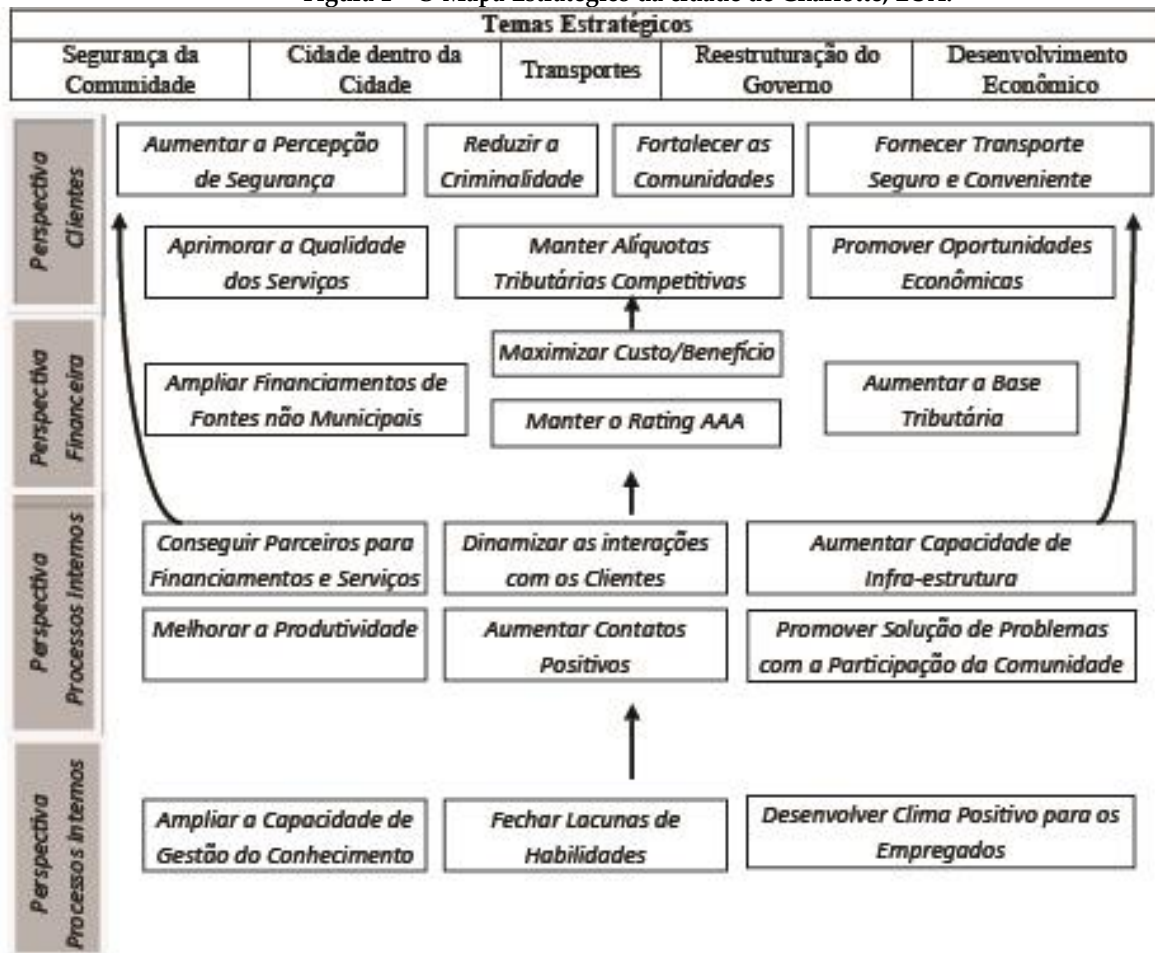 Temas Estratégicos
Segurança da
Comunidade
Cidade dentro da
Cidade
Transportes
Reestruturação do
Governo
Desenvolvimento
Econômico
Perspectiva
Clientes
Aumentar a Percepção
de Segurança
Reduzir a
Criminalidade
Fortalecer as
Comunidades
Fornecer Transporte
Seguro e Conveniente
Aprimorar a Qualidade
dos Serviços
Manter Alíquotas
Tributárias Competitivas
Promover Oportunidades
Econômicas
Perspectiva
Financeira
Maximizar Custo/Benefício
Ampliar Financiamentos de
Fontes não Municipais
Manter o Rating AAA
Aumentar a Base
Tributária
Perspectiva
Processos Internos
Conseguir Parceiros para
Financiamentos e Serviços
Dinamizar as interações
com os Clientes
Aumentar Capacidade de
Infra-estrutura
Melhorar a Produtividade
Aumentar Contatos
Positivos
Promover Solução de Problemas
com a Participação da Comunidade
Perspectiva
Processos Internos
Ampliar a Capacidade de
Gestão do Conhecimento
Fechar Lacunas de
Habilidades
Desenvolver Clima Positivo para os
Empregados